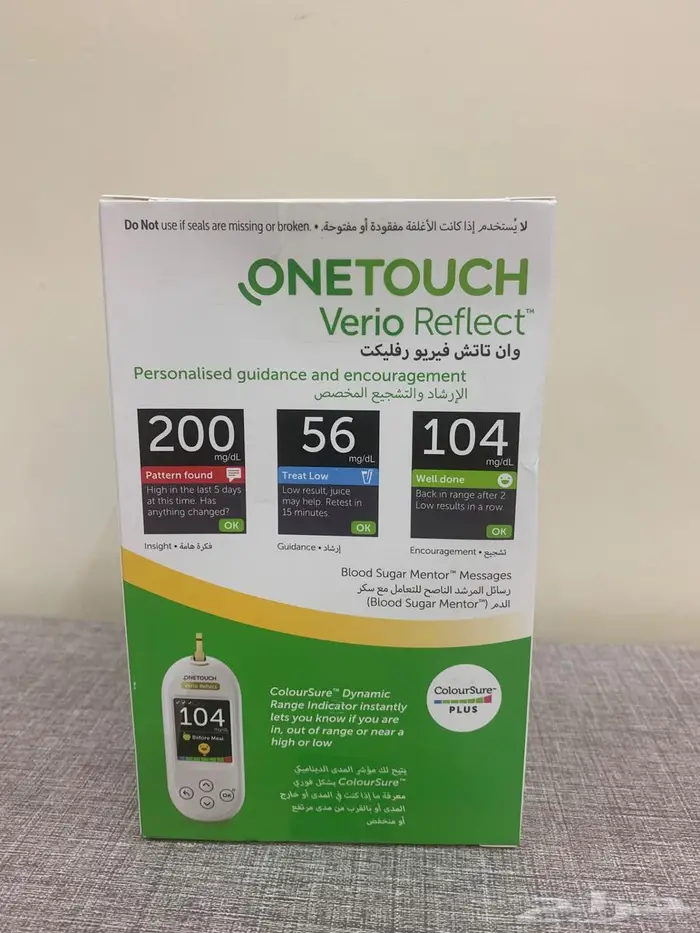 Do Not use if seals are missing or broken. • لا يُستخدم إذا كانت الأغلفة مفقودة أو مفتوحة.
ONETOUCH
Verio Reflect™
وان تاتش فيريو رفليكت
Personalised guidance and encouragement
الإرشاد والتشجيع المخصص
200
mg/dL
Pattern found
High in the last 5 days
at this time. Has
anything changed?
OK
Insight • فكرة هامة
56
mg/dL
Treat Low
Low result, juice
may help. Retest in
15 minutes.
OK
Guidance • إرشاد
104
mg/dL
Well done
Back in range after 2
Low results in a row.
OK
Encouragement • تشجيع
Blood Sugar Mentor™ Messages
رسائل المرشد الناصح للتعامل مع سكر
الدم (Blood Sugar Mentor™)
ONETOUCH
Verio Reflect
104
mg/dL
Before Meal
OK
ColourSure™ Dynamic
Range Indicator instantly
lets you know if you are
in, out of range or near a
high or low
ColourSure™
PLUS
يتيح لك مؤشر المدى الديناميكي
ColourSure™ بشكل فوري
معرفة ما إذا كنت في المدى أو خارج
المدى أو بالقرب من مدى مرتفع
أو منخفض
حراج